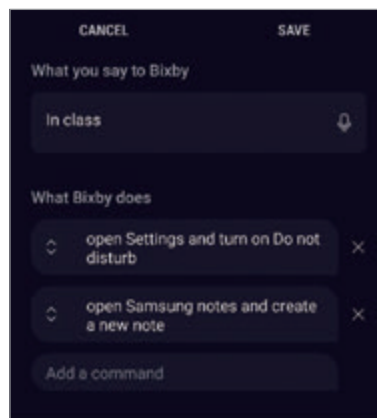 CANCEL SAVE
What you say to Bixby
In class
What Bixby does
open Settings and turn on Do not
disturb
open Samsung notes and create
a new note
Add a command